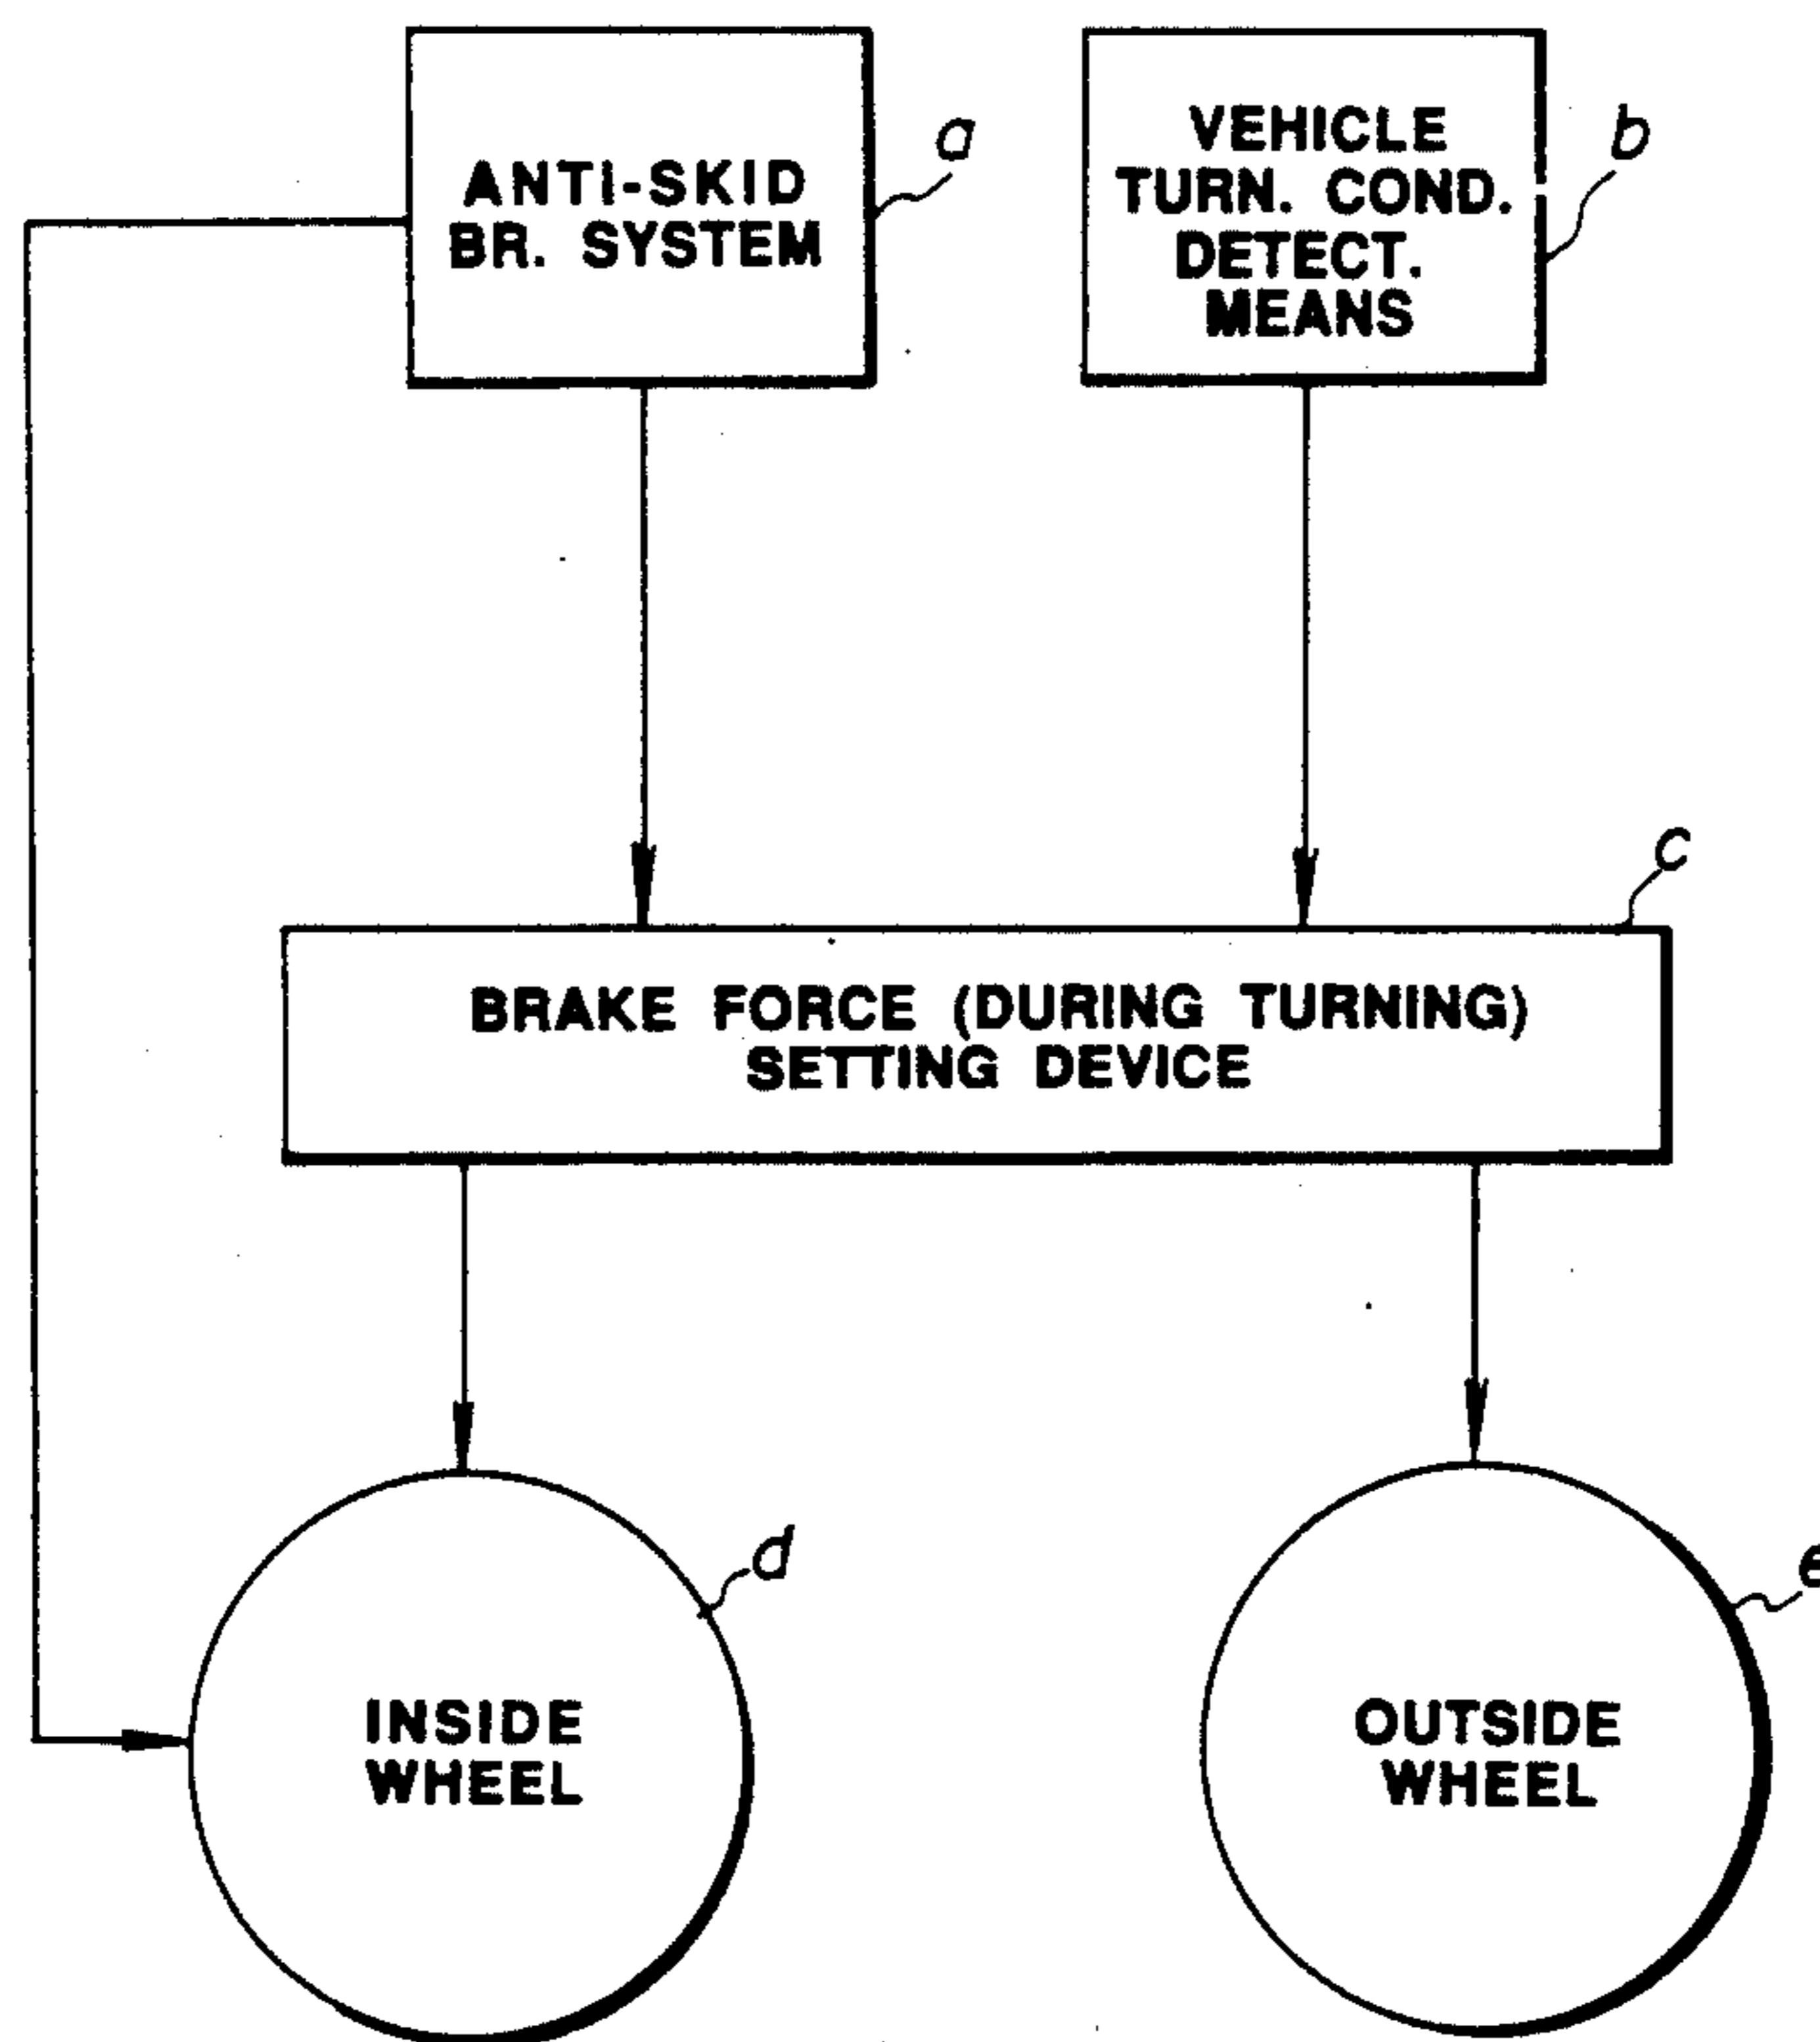 ANTI-SKID
BR. SYSTEM
a
VEHICLE
TURN. COND.
DETECT.
MEANS
b
c
BRAKE FORCE (DURING TURNING)
SETTING DEVICE
d
INSIDE
WHEEL
e
OUTSIDE
WHEEL